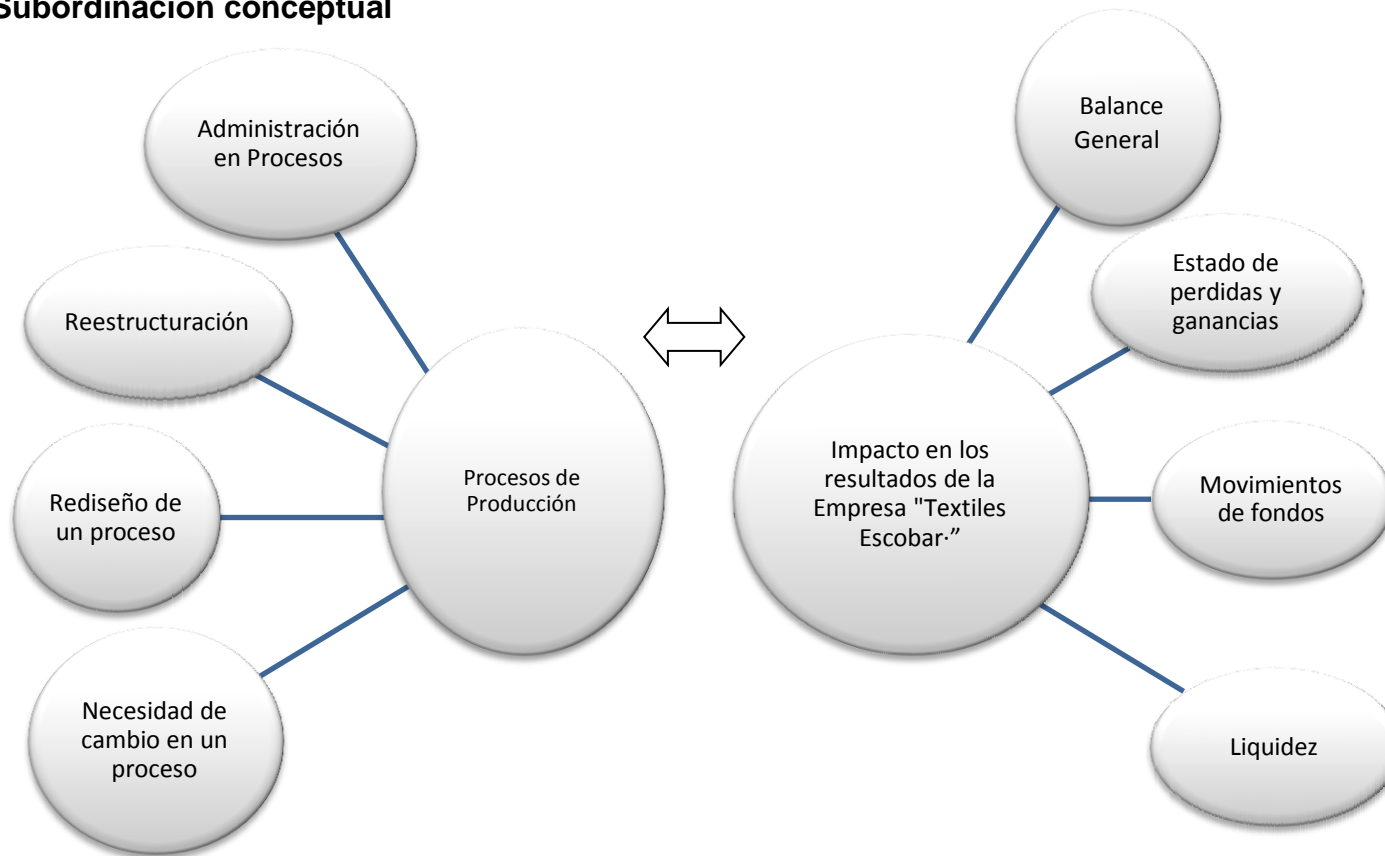 Subordinación conceptual
Administración
en Procesos
Reestructuración
Rediseño de
un proceso
Necesidad de
cambio en un
proceso
Procesos de
Producción
Impacto en los
resultados de la
Empresa "Textiles
Escobar·”
Balance
General
Estado de
perdidas y
ganancias
Movimientos
de fondos
Liquidez